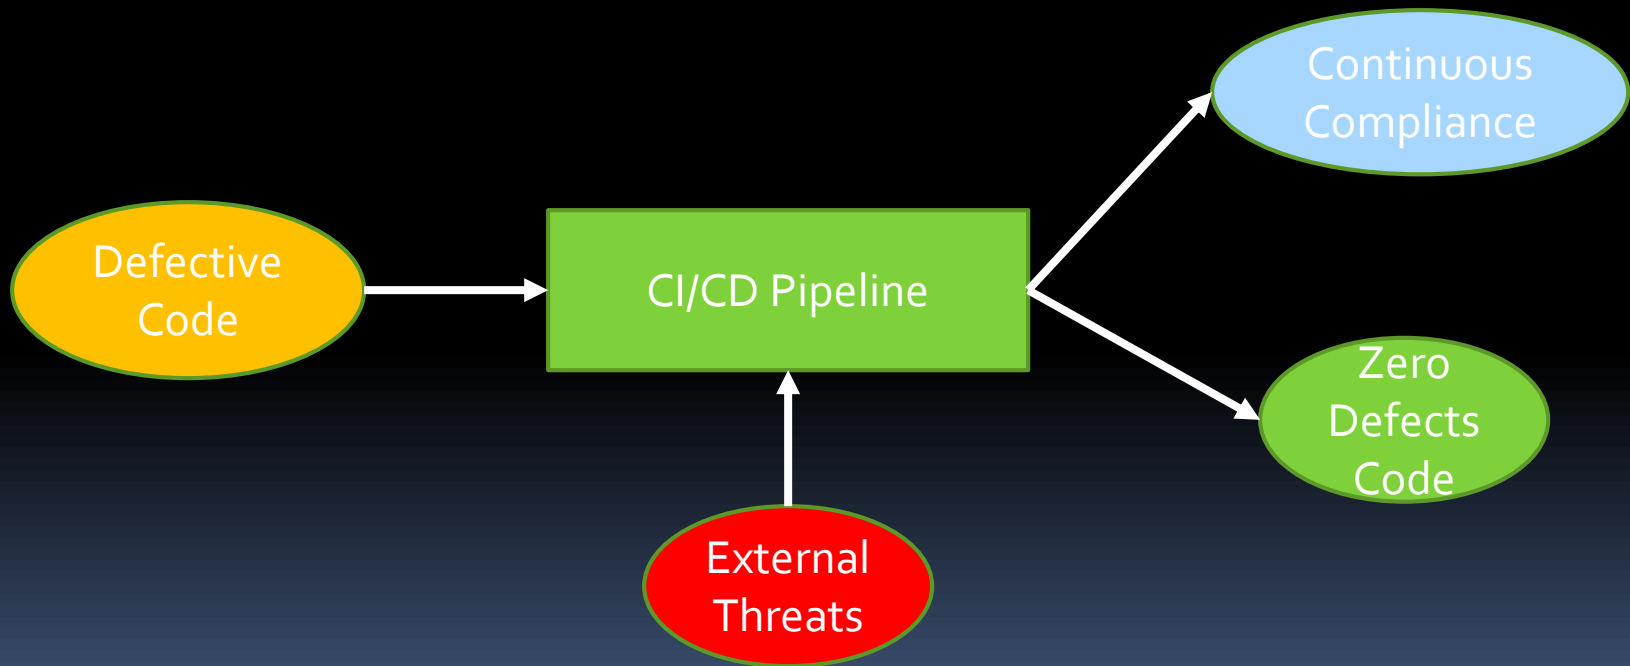 Continuous
Compliance
Defective
Code
CI/CD Pipeline
Zero
Defects
Code
External
Threats